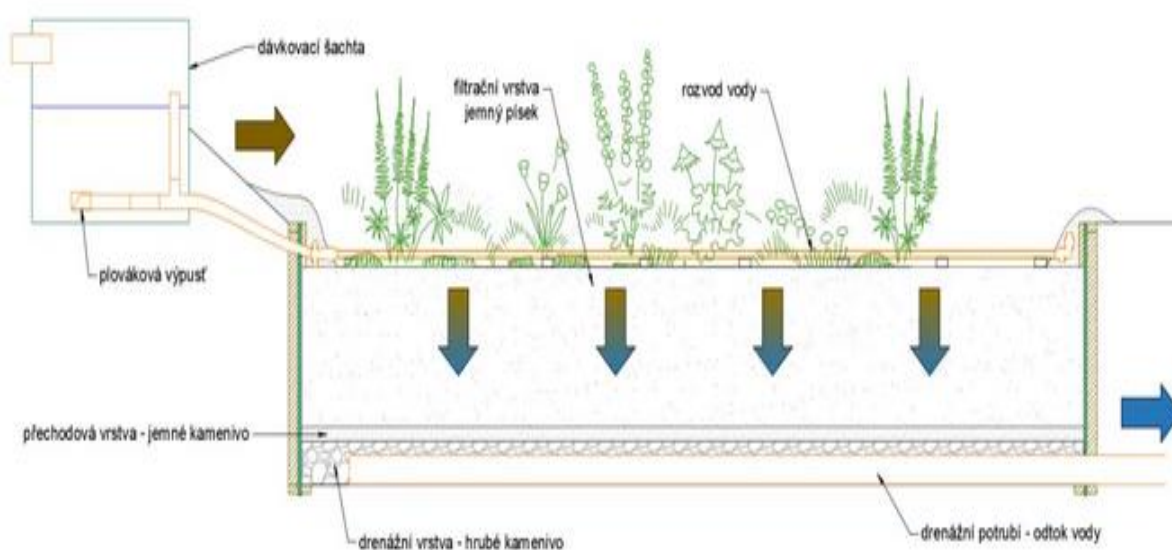 dávkovací šachta
filtrační vrstva
jemný písek
rozvod vody
plováková výpusť
přechodová vrstva - jemné kamenivo
drenážní vrstva - hrubé kamenivo
drenážní potrubí - odtok vody